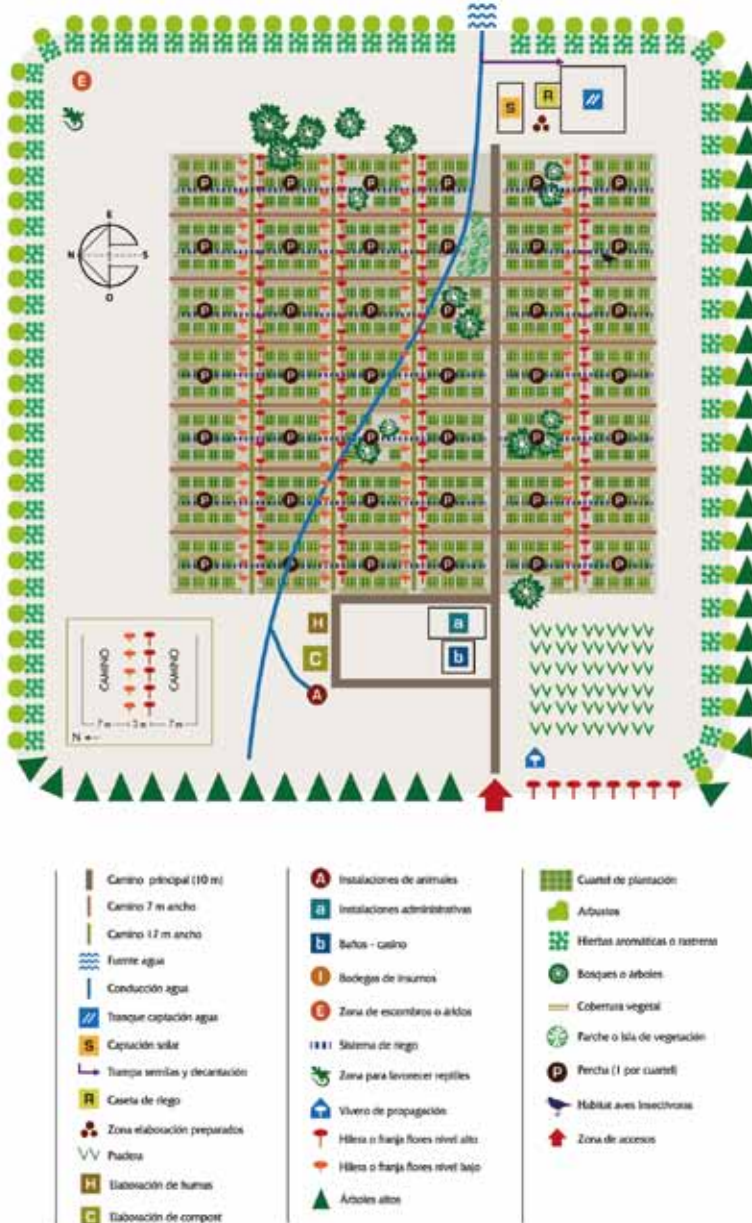 E
S
R
E
N
S
O
P P P P P P
P P P P P P
P P P P P P
P P P P P P
P P P P P P
P P P P P P
P P P P P P
H
a
C
b
A
CAMINO
CAMINO
7 m
3 m
7 m
N
Camino principal (10 m)
Camino 7 m ancho
Camino 17 m ancho
Fuente agua
Conducción agua
Tranque captación agua
S Captación solar
Trampa semillas y decantación
R Caseta de riego
Zona elaboración preparados
Pradera
H Elaboración de humus
C Elaboración de compost
A Instalaciones de animales
a Instalaciones administrativas
b Baños - casino
I Bodegas de insumos
E Zona de escombros o áridos
Sistema de riego
Zona para favorecer reptiles
Vivero de propagación
Hilera o franja flores nivel alto
Hilera o franja flores nivel bajo
Árboles altos
Cuartel de plantación
Arbustos
Hierbas aromáticas o rastreras
Bosques o árboles
Cobertura vegetal
Parche o isla de vegetación
P Percha (1 por cuartel)
Habitat aves insectívoras
Zona de accesos